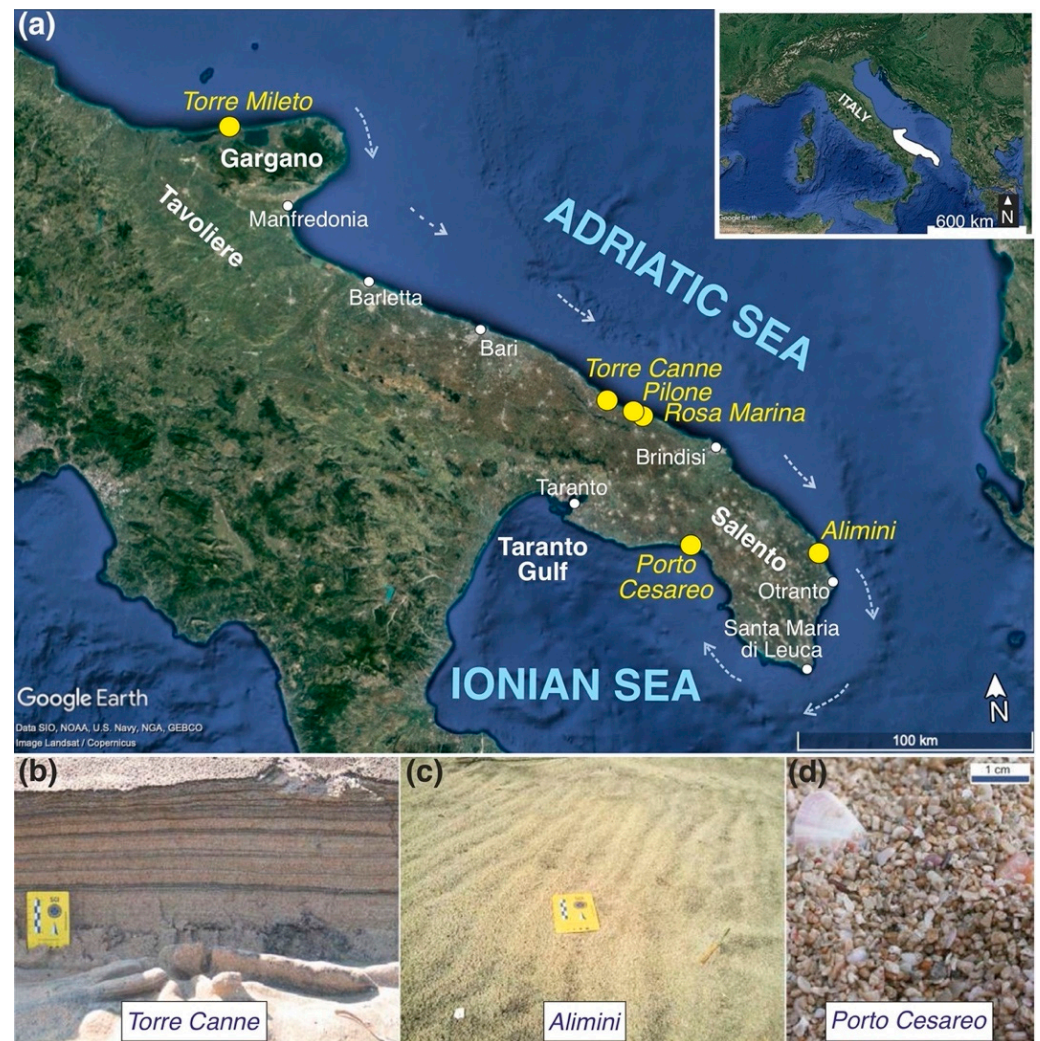 (a)
Torre Mileto
Gargano
Tavoliere
Manfredonia
Barletta
Bari
ADRIATIC SEA
ITALY
Google Earth
600 km
N
Torre Canne
Pilone
Rosa Marina
Brindisi
Taranto
Taranto
Gulf
Salento
Alimini
Porto
Cesareo
Otranto
Santa Maria
di Leuca
IONIAN SEA
N
Google Earth
Data SIO, NOAA, U.S. Navy, NGA, GEBCO
Image Landsat / Copernicus
100 km
(b)
Torre Canne
(c)
Alimini
(d)
1 cm
Porto Cesareo